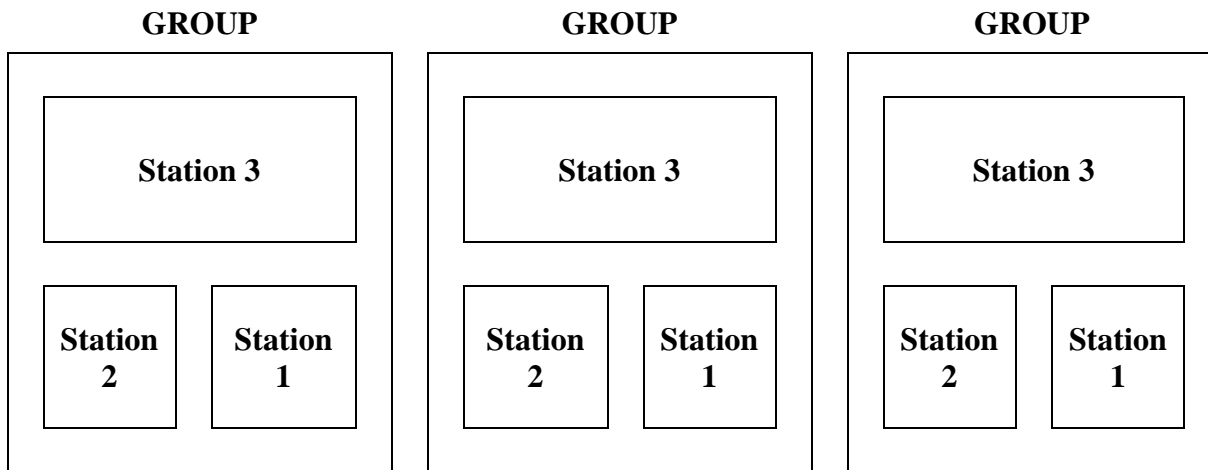 GROUP GROUP GROUP
Station 3 Station 3 Station 3
Station Station Station Station Station Station
2 1 2 1 2 1